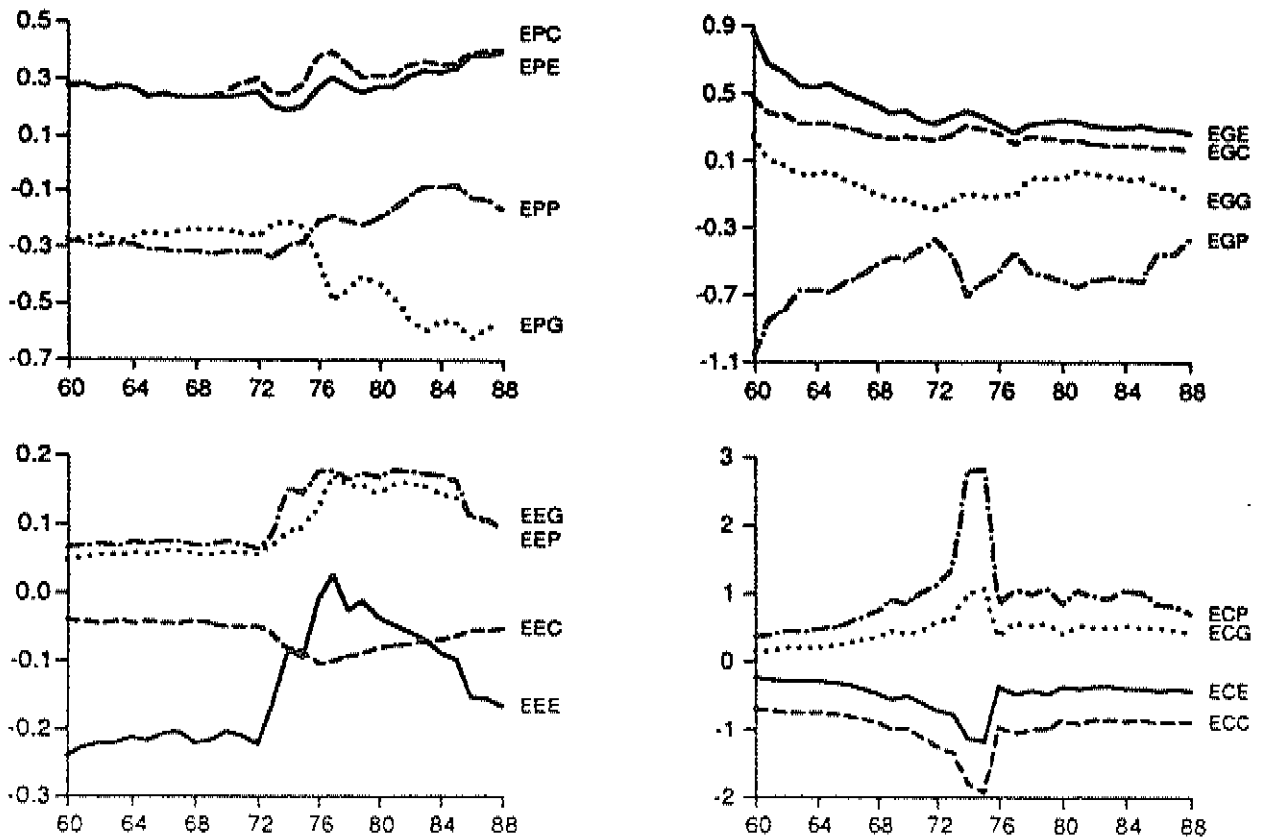 0.5
0.3
0.1
-0.1
-0.3
-0.5
-0.7
60 64 68 72 76 80 84 88
EPC
EPE
EPP
EPG
0.9
0.5
0.1
-0.3
-0.7
-1.1
60 64 68 72 76 80 84 88
EGE
EGC
EGG
EGP
0.2
0.1
0.0
-0.1
-0.2
-0.3
60 64 68 72 76 80 84 88
EEG
EEP
EEC
EEE
3
2
1
0
-1
-2
60 64 68 72 76 80 84 88
ECP
ECG
ECE
ECC